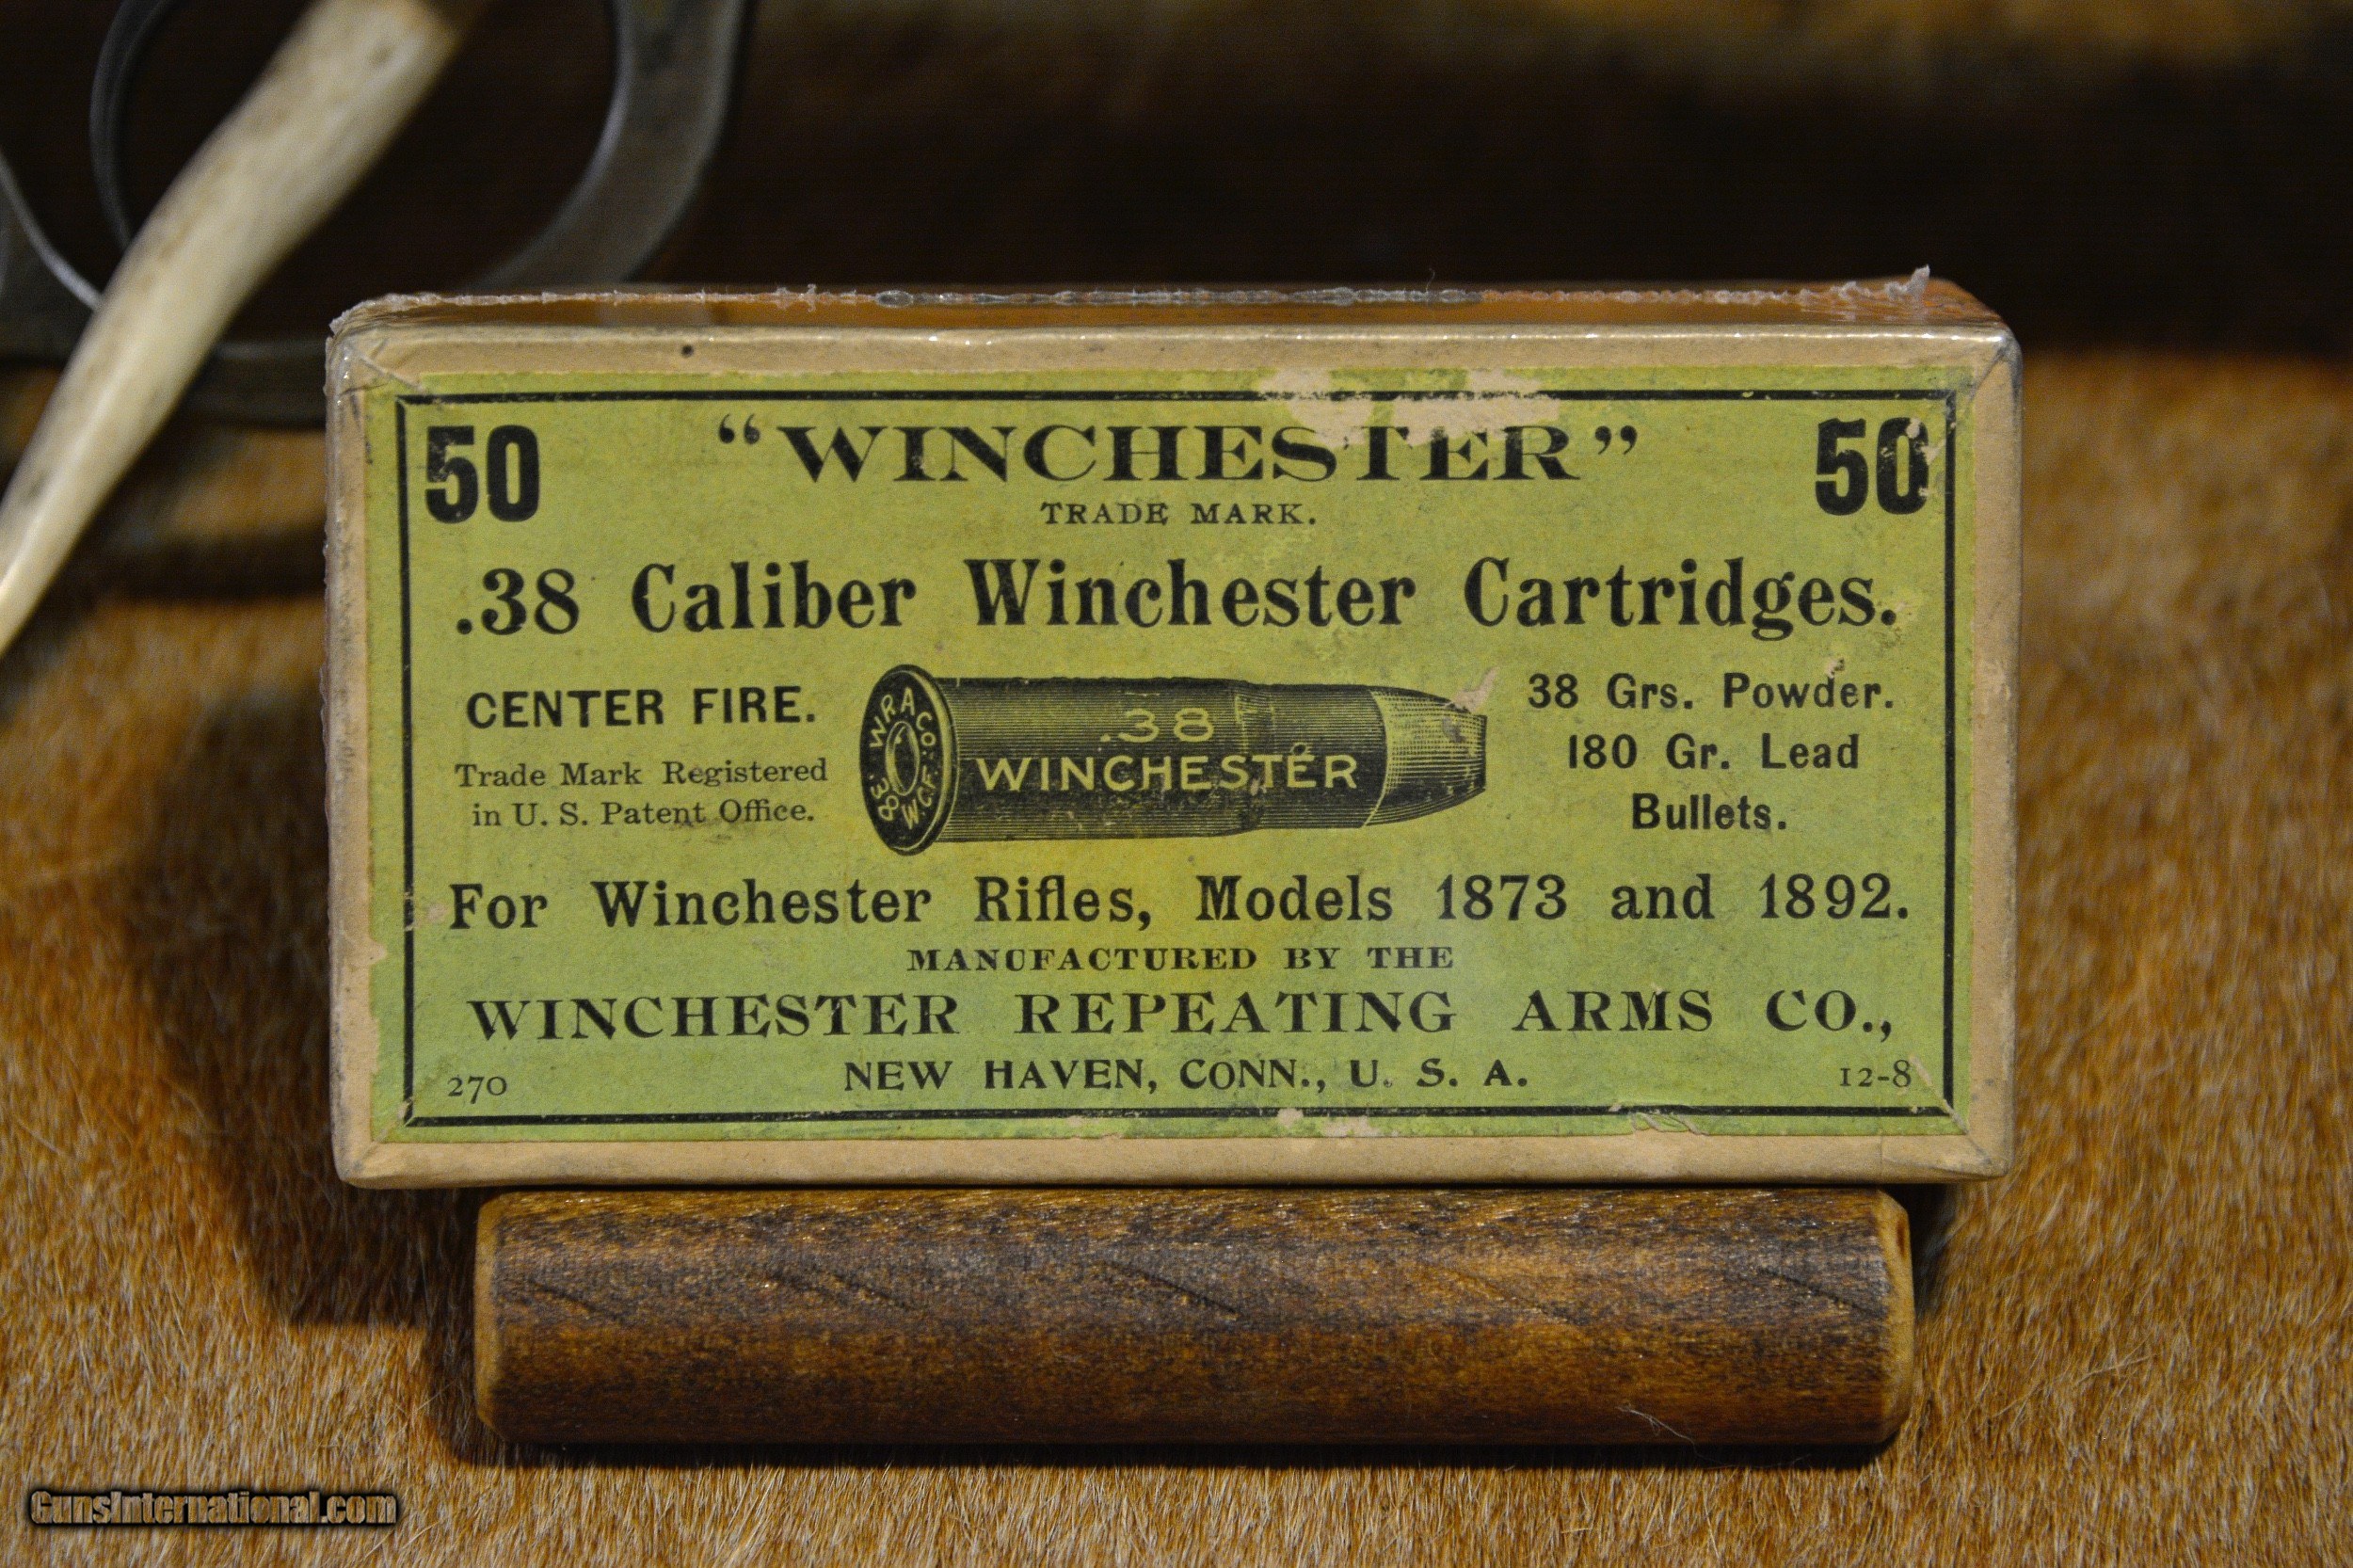 50 “WINCHESTER” 50
TRADE MARK.
.38 Caliber Winchester Cartridges.
CENTER FIRE.
Trade Mark Registered
in U. S. Patent Office.
W.R.A.CO.
.38 W.C.F.
.38
WINCHESTER
38 Grs. Powder.
180 Gr. Lead
Bullets.
For Winchester Rifles, Models 1873 and 1892.
MANUFACTURED BY THE
WINCHESTER REPEATING ARMS CO.,
NEW HAVEN, CONN., U. S. A.
270 12-8
GunsInternational.com